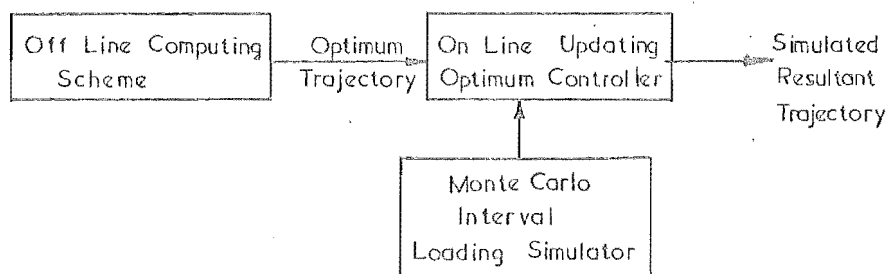 Off Line Computing
Scheme
Optimum
Trajectory
On Line Updating
Optimum Controller
Simulated
Resultant
Trajectory
Monte Carlo
Interval
Loading Simulator